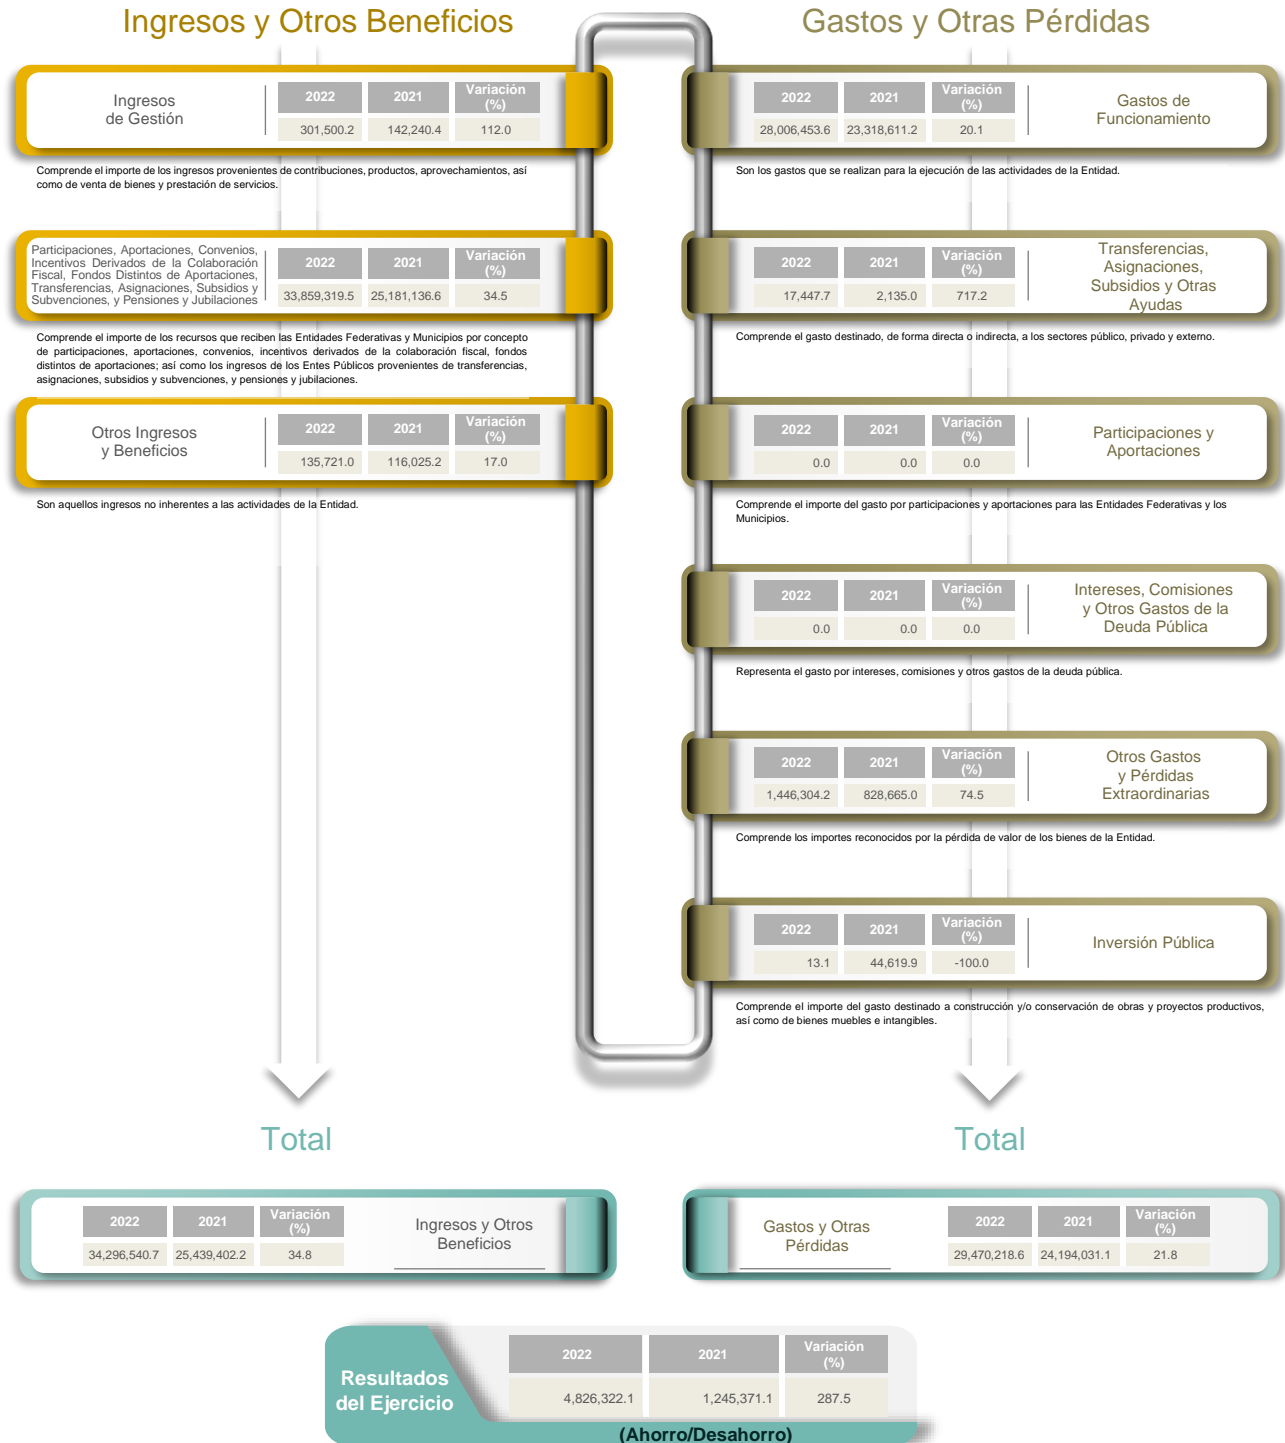 Ingresos y Otros Beneficios
Ingresos
de Gestión
2022 2021 Variación
(%)
301,500.2 142,240.4 112.0
Comprende el importe de los ingresos provenientes de contribuciones, productos, aprovechamientos, así
como de venta de bienes y prestación de servicios.
Participaciones, Aportaciones, Convenios,
Incentivos Derivados de la Colaboración
Fiscal, Fondos Distintos de Aportaciones,
Transferencias, Asignaciones, Subsidios y
Subvenciones, y Pensiones y Jubilaciones
2022 2021 Variación
(%)
33,859,319.5 25,181,136.6 34.5
Comprende el importe de los recursos que reciben las Entidades Federativas y Municipios por concepto
de participaciones, aportaciones, convenios, incentivos derivados de la colaboración fiscal, fondos
distintos de aportaciones; así como los ingresos de los Entes Públicos provenientes de transferencias,
asignaciones, subsidios y subvenciones, y pensiones y jubilaciones.
Otros Ingresos
y Beneficios
2022 2021 Variación
(%)
135,721.0 116,025.2 17.0
Son aquellos ingresos no inherentes a las actividades de la Entidad.
Gastos y Otras Pérdidas
2022 2021 Variación
(%)
28,006,453.6 23,318,611.2 20.1
Gastos de
Funcionamiento
Son los gastos que se realizan para la ejecución de las actividades de la Entidad.
2022 2021 Variación
(%)
17,447.7 2,135.0 717.2
Transferencias,
Asignaciones,
Subsidios y Otras
Ayudas
Comprende el gasto destinado, de forma directa o indirecta, a los sectores público, privado y externo.
2022 2021 Variación
(%)
0.0 0.0 0.0
Participaciones y
Aportaciones
Comprende el importe del gasto por participaciones y aportaciones para las Entidades Federativas y los
Municipios.
2022 2021 Variación
(%)
0.0 0.0 0.0
Intereses, Comisiones
y Otros Gastos de la
Deuda Pública
Representa el gasto por intereses, comisiones y otros gastos de la deuda pública.
2022 2021 Variación
(%)
1,446,304.2 828,665.0 74.5
Otros Gastos
y Pérdidas
Extraordinarias
Comprende los importes reconocidos por la pérdida de valor de los bienes de la Entidad.
2022 2021 Variación
(%)
13.1 44,619.9 -100.0
Inversión Pública
Comprende el importe del gasto destinado a construcción y/o conservación de obras y proyectos productivos,
así como de bienes muebles e intangibles.
Total
2022 2021 Variación
(%)
34,296,540.7 25,439,402.2 34.8
Ingresos y Otros
Beneficios
Total
Gastos y Otras
Pérdidas
2022 2021 Variación
(%)
29,470,218.6 24,194,031.1 21.8
Resultados
del Ejercicio
2022 2021 Variación
(%)
4,826,322.1 1,245,371.1 287.5
(Ahorro/Desahorro)